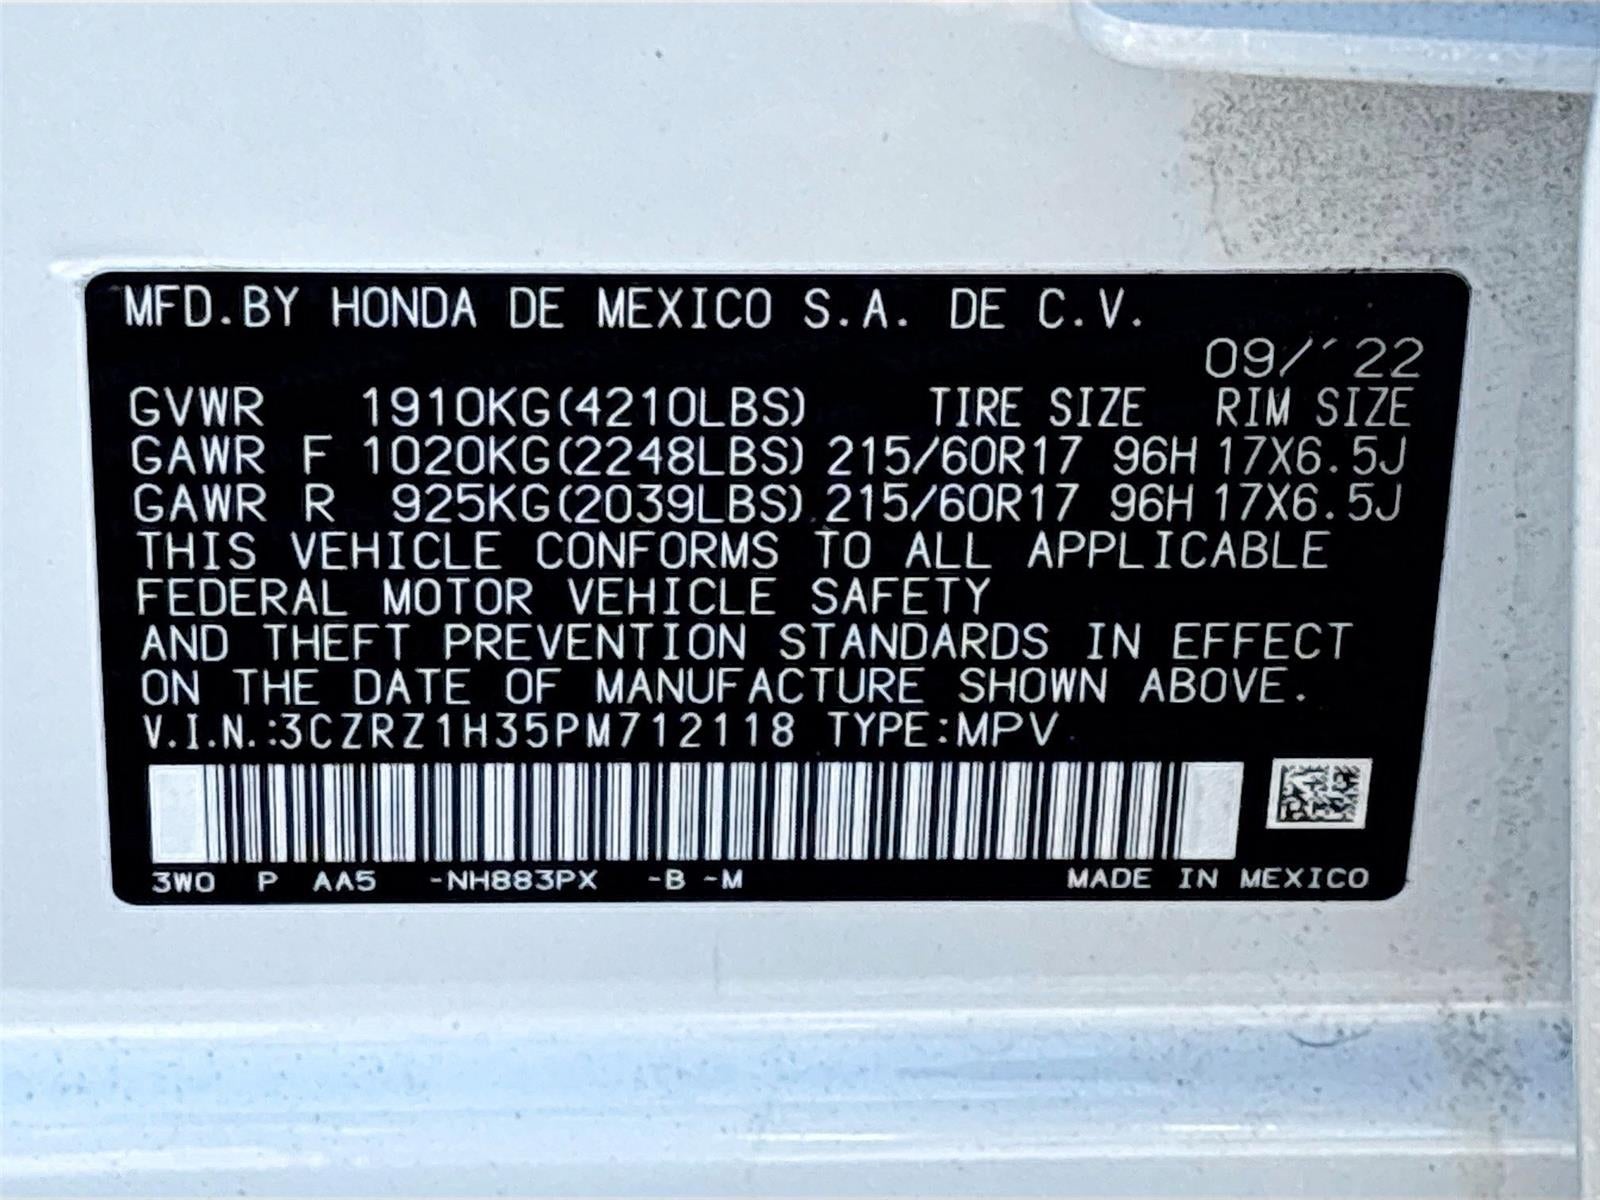 MFD.BY HONDA DE MEXICO S.A. DE C.V.
09/´22
GVWR 1910KG(4210LBS) TIRE SIZE RIM SIZE
GAWR F 1020KG(2248LBS) 215/60R17 96H 17X6.5J
GAWR R 925KG(2039LBS) 215/60R17 96H 17X6.5J
THIS VEHICLE CONFORMS TO ALL APPLICABLE
FEDERAL MOTOR VEHICLE SAFETY
AND THEFT PREVENTION STANDARDS IN EFFECT
ON THE DATE OF MANUFACTURE SHOWN ABOVE.
V.I.N.:3CZRZ1H35PM712118 TYPE:MPV
3W0 P AA5 -NH883PX -B -M MADE IN MEXICO